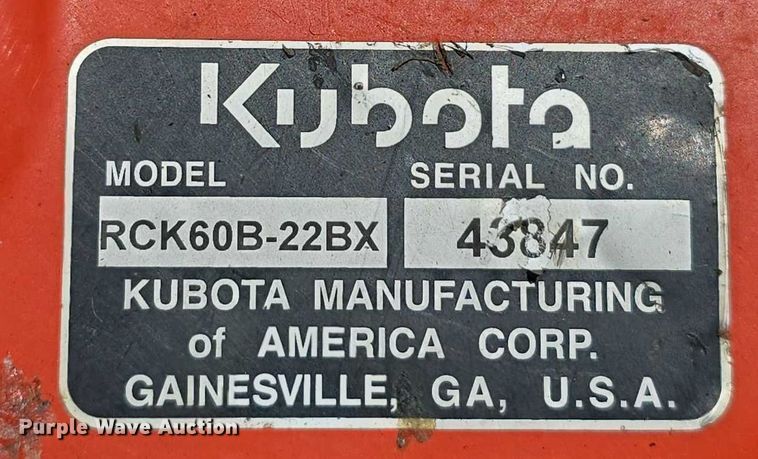 Kubota
MODEL SERIAL NO.
RCK60B-22BX 43847
KUBOTA MANUFACTURING
of AMERICA CORP.
GAINESVILLE, GA, U.S.A.
Purple Wave Auction